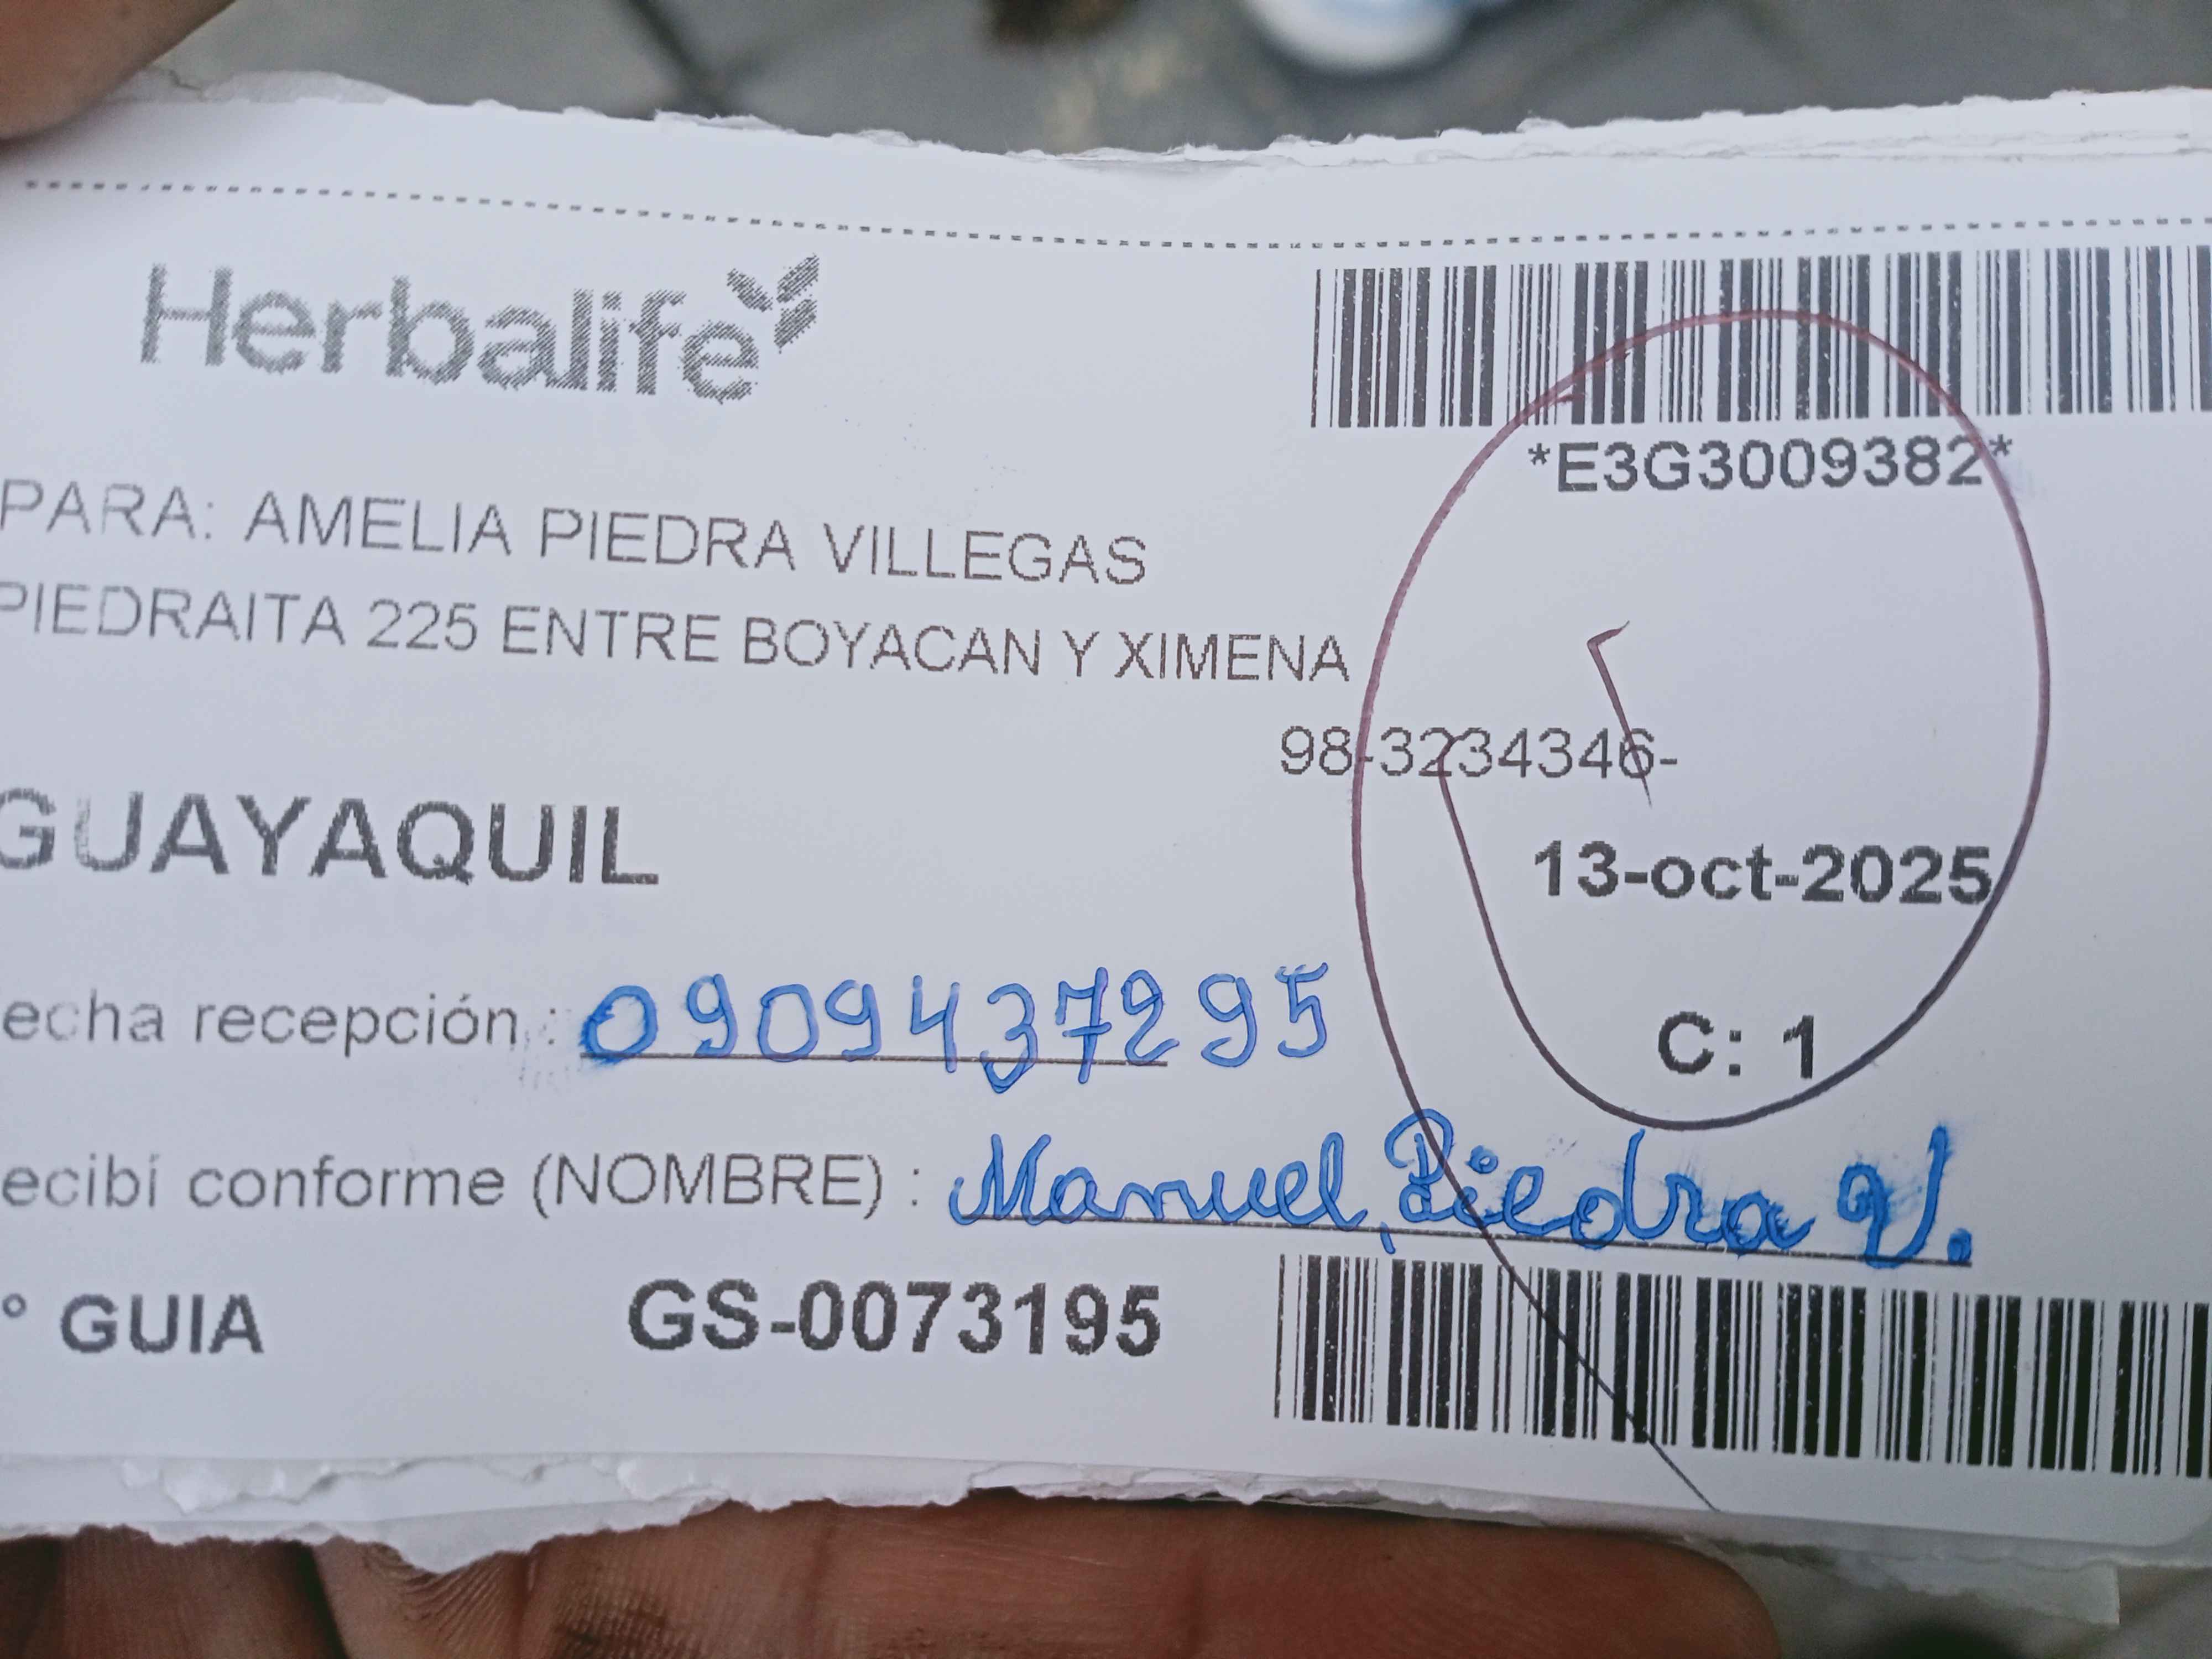 Herbalife
*E3G3009382*
PARA: AMELIA PIEDRA VILLEGAS
PIEDRAITA 225 ENTRE BOYACAN Y XIMENA
98-3234346-
GUAYAQUIL
13-oct-2025
echa recepción : 0909437295
C: 1
ecibí conforme (NOMBRE) : Manuel Piedra V.
° GUIA GS-0073195